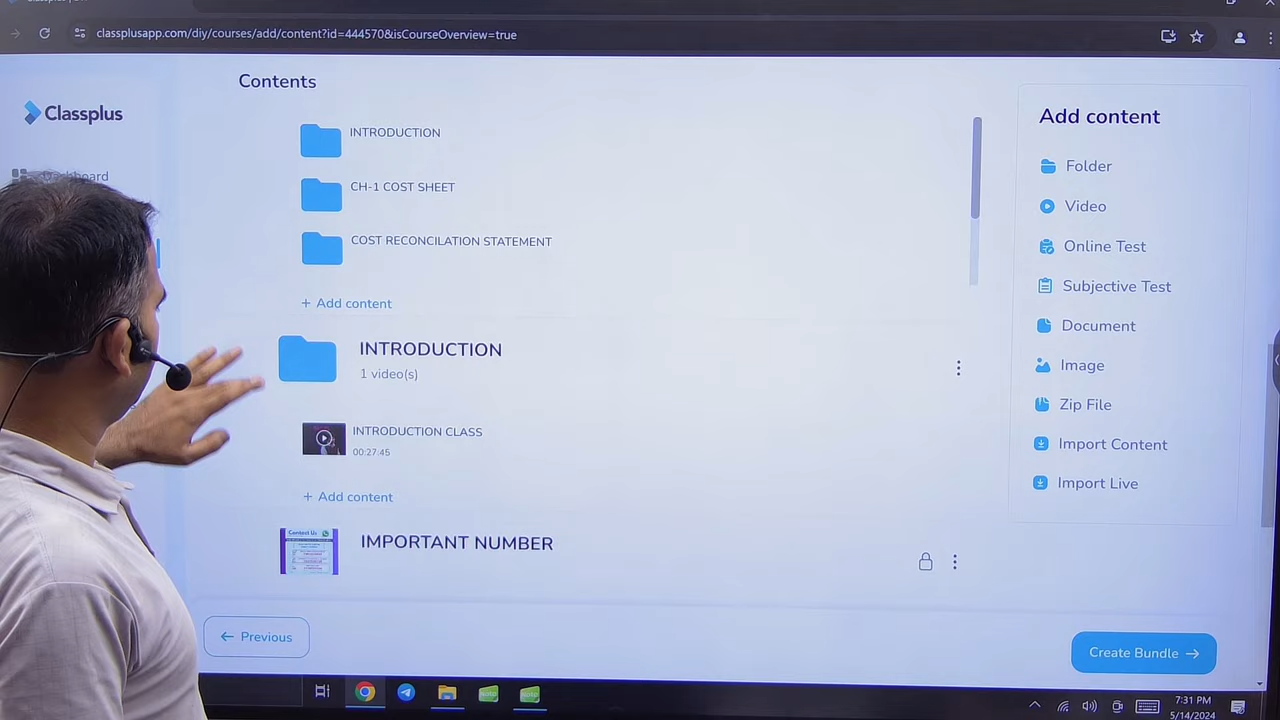 classplusapp.com/diy/courses/add/content?id=444570&isCourseOverview=true
Classplus
Contents
INTRODUCTION
CH-1 COST SHEET
COST RECONCILATION STATEMENT
+ Add content
INTRODUCTION
1 video(s)
INTRODUCTION CLASS
00:27:45
+ Add content
IMPORTANT NUMBER
Contact Us
Previous
Create Bundle
Add content
Folder
Video
Online Test
Subjective Test
Document
Image
Zip File
Import Content
Import Live
7:31 PM
5/14/2024